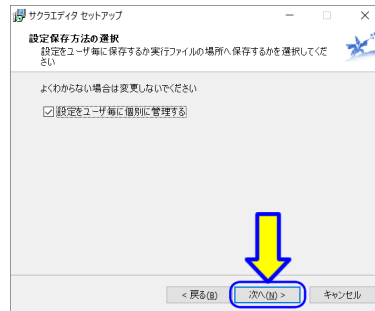 サクラエディタ セットアップ
設定保存方法の選択
設定をユーザ毎に保存するか実行ファイルの場所へ保存するかを選択してくだ
さい
よくわからない場合は変更しないでください
設定をユーザ毎に個別に管理する
< 戻る(B)
次へ(N) >
キャンセル